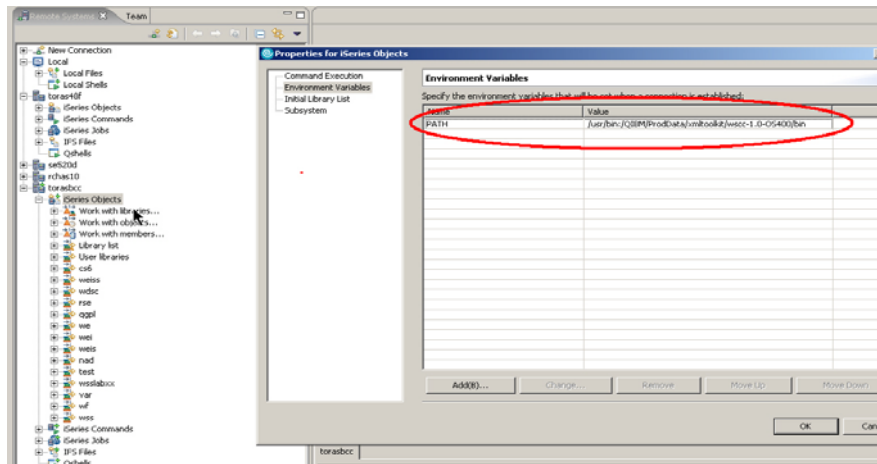 Remote Systems
Team
New Connection
Local
Local Files
Local Shells
toras40f
iSeries Objects
iSeries Commands
iSeries Jobs
IFS Files
Qshells
se520d
rchas10
torasbcc
iSeries Objects
Work with libraries...
Work with objects...
Work with members...
Library list
User libraries
cs6
weiss
wdsc
rse
qgpl
we
wei
weis
nad
test
wsslabxx
var
wf
wss
iSeries Commands
iSeries Jobs
IFS Files
Qshells
Properties for iSeries Objects
Command Execution
Environment Variables
Initial Library List
Subsystem
Environment Variables
Specify the environment variables that will be set when a connection is established:
Name Value
PATH /usr/bin:/QIBM/ProdData/xmltoolkit/wscc-1.0-OS400/bin
Add(B)... Change... Remove Move Up Move Down
OK Can
torasbcc